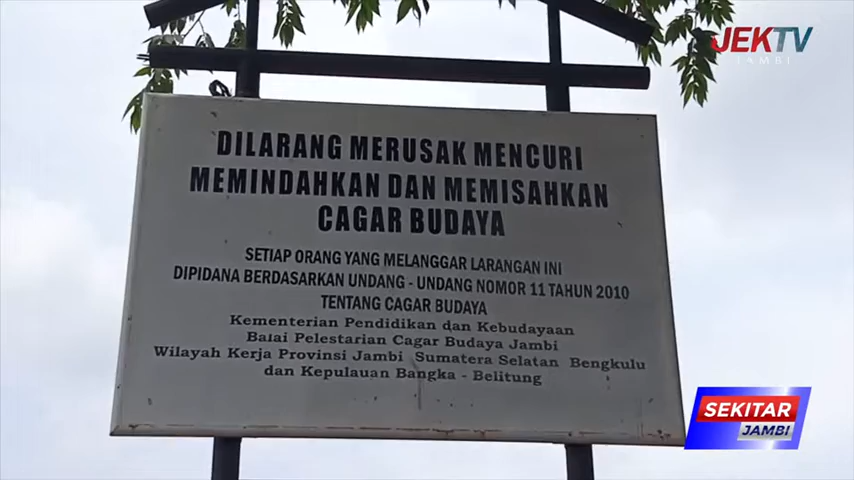 JEKTV
JAMBI
DILARANG MERUSAK MENCURI
MEMINDAHKAN DAN MEMISAHKAN
CAGAR BUDAYA
SETIAP ORANG YANG MELANGGAR LARANGAN INI
DIPIDANA BERDASARKAN UNDANG - UNDANG NOMOR 11 TAHUN 2010
TENTANG CAGAR BUDAYA
KEMENTERIAN PENDIDIKAN DAN KEBUDAYAAN
BALAI PELESTARIAN CAGAR BUDAYA JAMBI
WILAYAH KERJA PROVINSI JAMBI, SUMATERA SELATAN, BENGKULU
DAN KEPULAUAN BANGKA - BELITUNG
SEKITAR
JAMBI